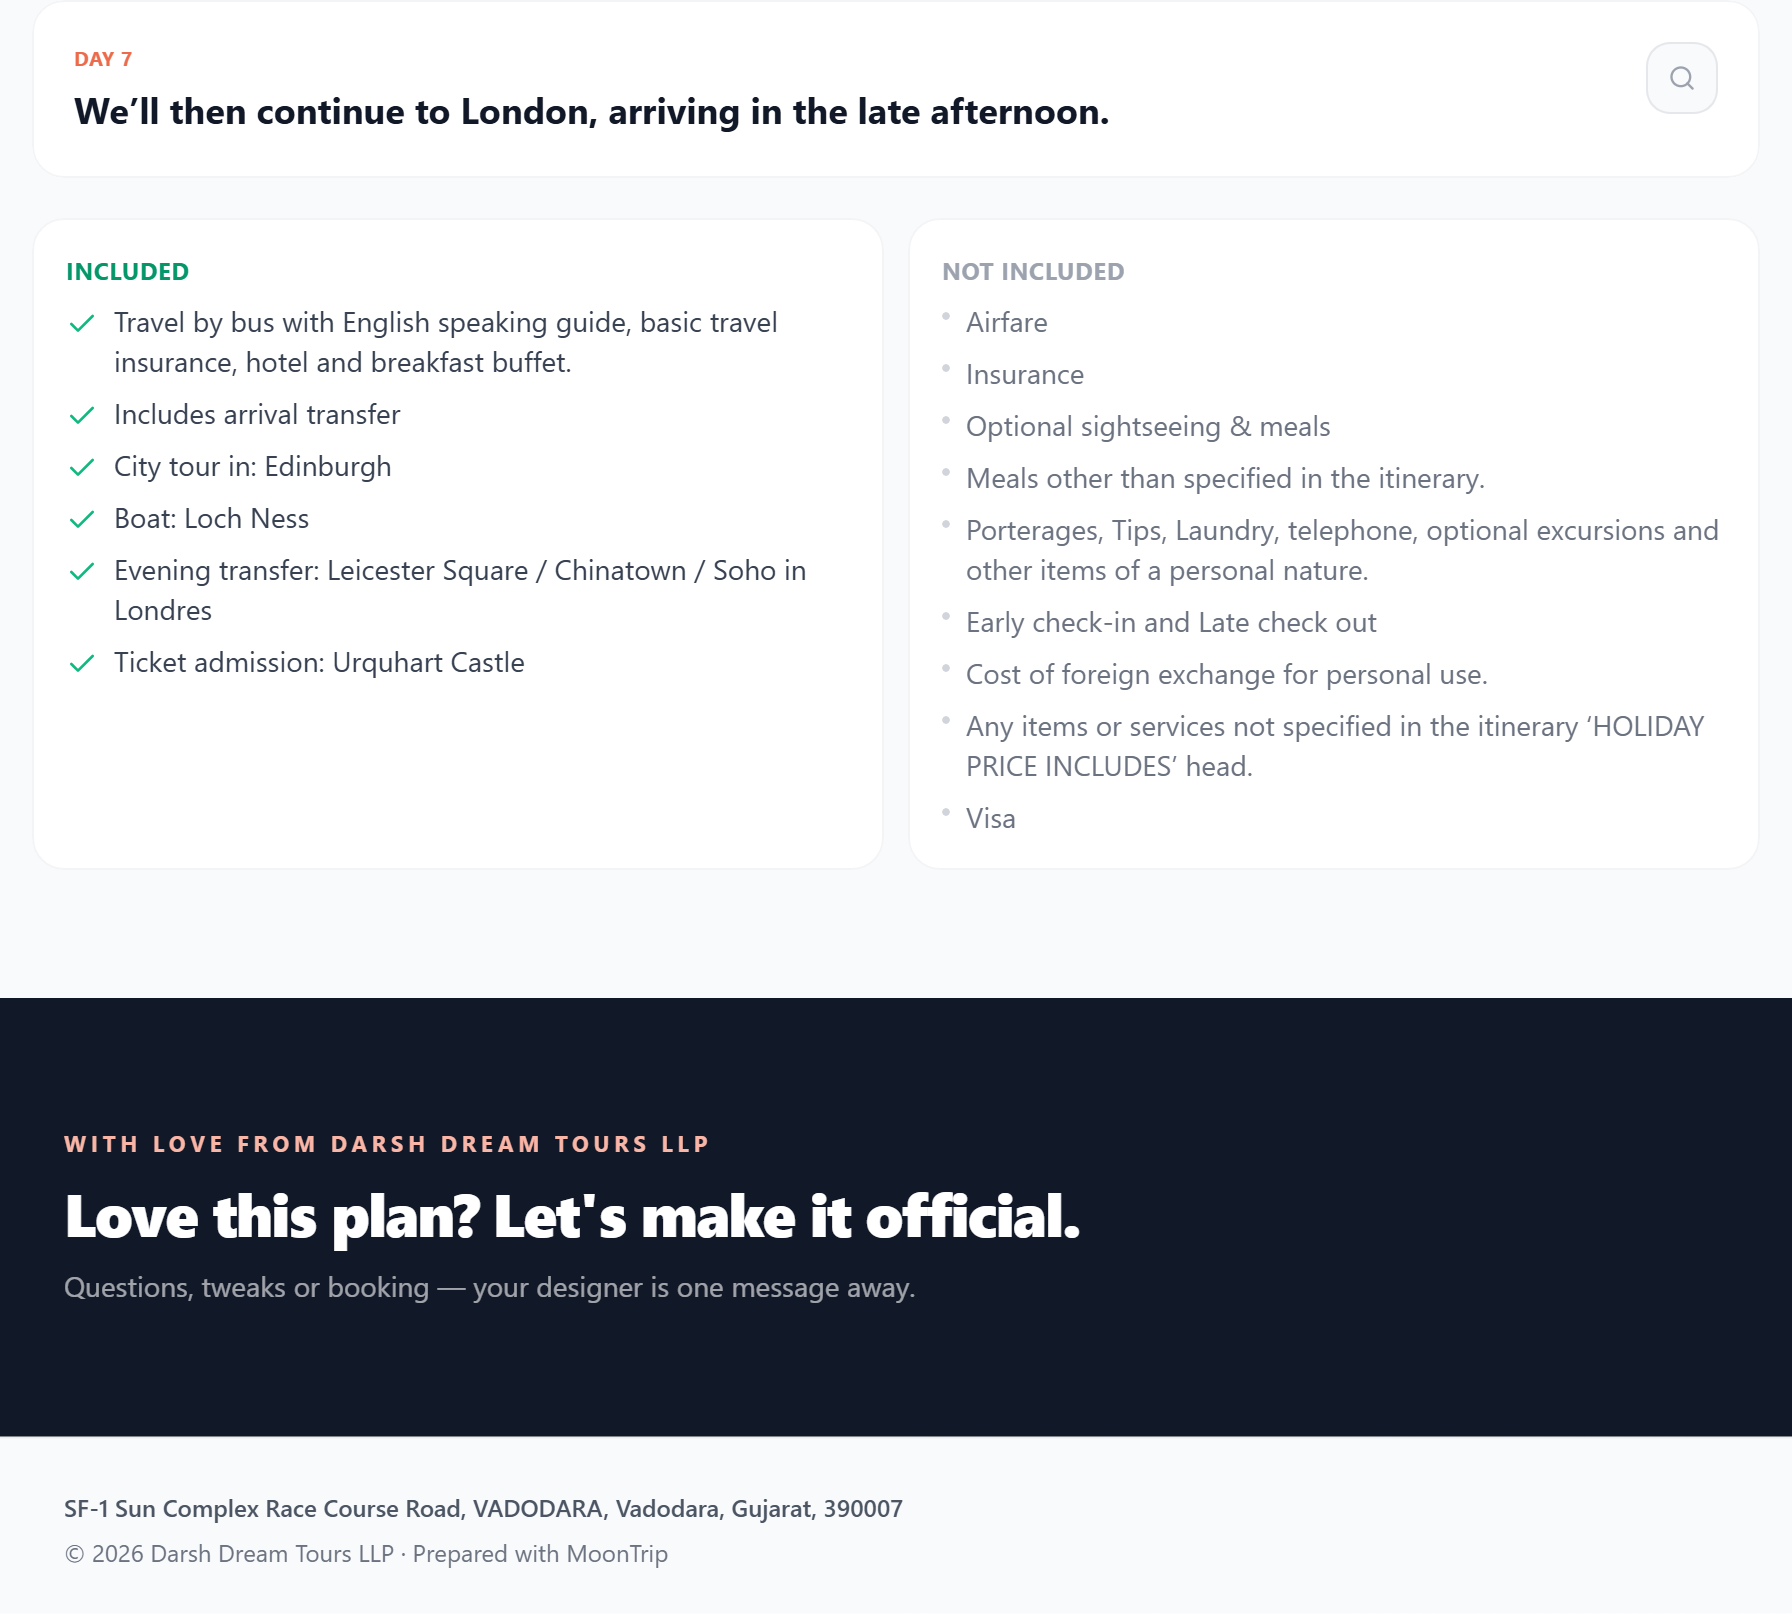 DAY 7
We’ll then continue to London, arriving in the late afternoon.
INCLUDED
Travel by bus with English speaking guide, basic travel
insurance, hotel and breakfast buffet.
Includes arrival transfer
City tour in: Edinburgh
Boat: Loch Ness
Evening transfer: Leicester Square / Chinatown / Soho in
Londres
Ticket admission: Urquhart Castle
NOT INCLUDED
Airfare
Insurance
Optional sightseeing & meals
Meals other than specified in the itinerary.
Porterages, Tips, Laundry, telephone, optional excursions and
other items of a personal nature.
Early check-in and Late check out
Cost of foreign exchange for personal use.
Any items or services not specified in the itinerary ‘HOLIDAY
PRICE INCLUDES’ head.
Visa
WITH LOVE FROM DARSH DREAM TOURS LLP
Love this plan? Let's make it official.
Questions, tweaks or booking — your designer is one message away.
SF-1 Sun Complex Race Course Road, VADODARA, Vadodara, Gujarat, 390007
© 2026 Darsh Dream Tours LLP · Prepared with MoonTrip